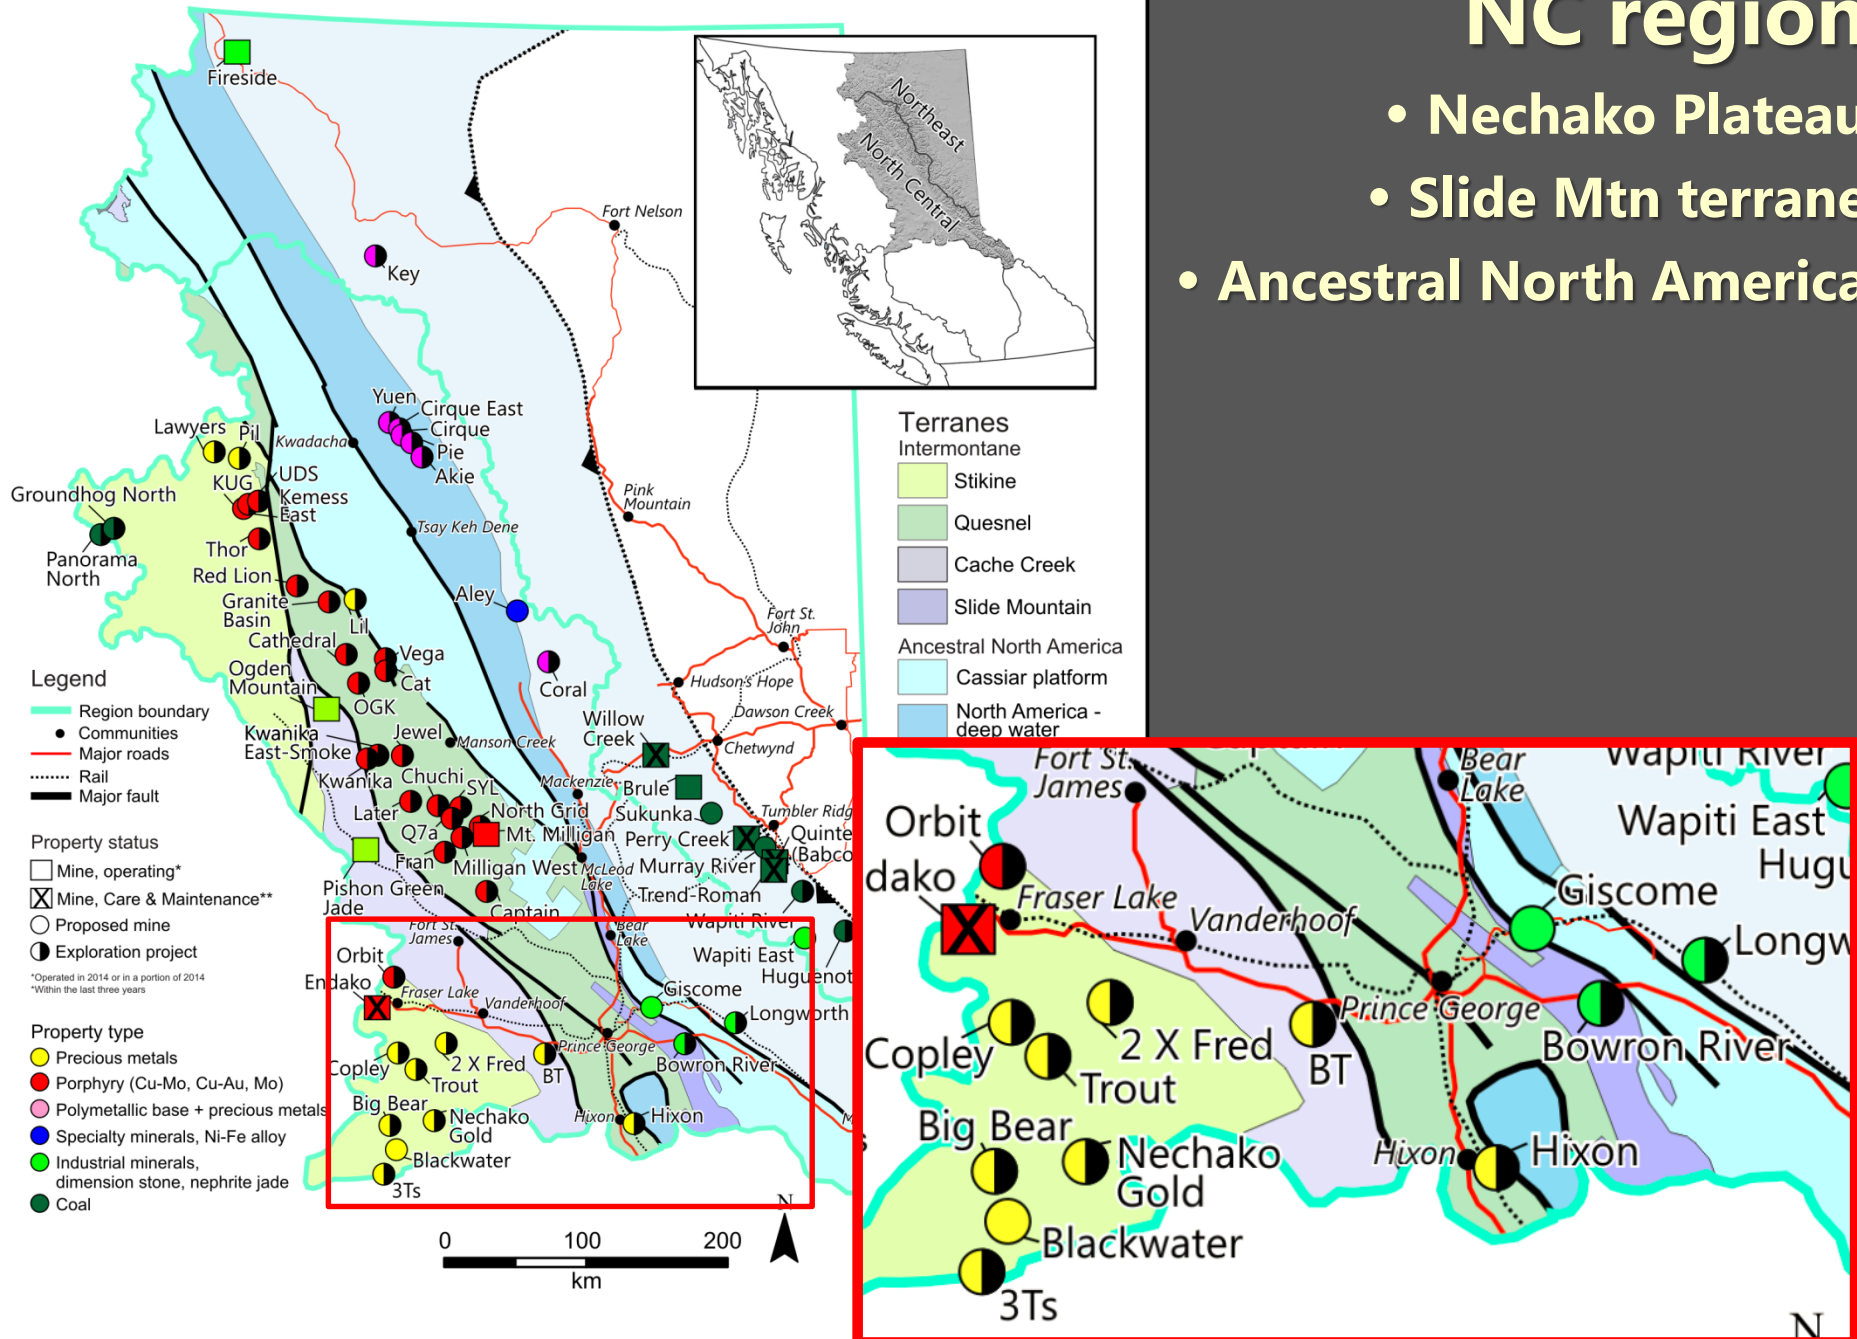 NC region
• Nechako Plateau
• Slide Mtn terrane
• Ancestral North America
Fireside
Northeast
North Central
Fort Nelson
Key
Yuen
Cirque East
Cirque
Pie
Akie
Lawyers
Pil
Kwadacha
KUG
UDS
Kemess
East
Groundhog North
Panorama
North
Thor
Tsay Keh Dene
Pink
Mountain
Red Lion
Granite
Basin
Lil
Aley
Cathedral
Vega
Cat
Ogden
Mountain
OGK
Coral
Fort St.
John
Hudson's Hope
Dawson Creek
Willow
Creek
Chetwynd
Kwanika
East-Smoke
Jewel
Manson Creek
Kwanika
Chuchi
SYL
Mackenzie
Brule
Later
North Grid
Sukunka
Tumbler Ridg
Q7a
Mt. Milligan
Perry Creek
Quinte
(Babco
Fran
Milligan West
McLeod
Lake
Murray River
Trend-Roman
Pishon Green
Jade
Captain
Wapiti River
Fort St.
James
Bear
Lake
Wapiti East
Huguenot
Orbit
Endako
Fraser Lake
Vanderhoof
Giscome
Longworth
Copley
2 X Fred
Trout
BT
Prince George
Bowron River
Big Bear
Nechako
Gold
Hixon
Hixon
M
Blackwater
3Ts
N
0 100 200
km
Terranes
Intermontane
Stikine
Quesnel
Cache Creek
Slide Mountain
Ancestral North America
Cassiar platform
North America -
deep water
Legend
Region boundary
Communities
Major roads
Rail
Major fault
Property status
Mine, operating*
Mine, Care & Maintenance**
Proposed mine
Exploration project
*Operated in 2014 or in a portion of 2014
*Within the last three years
Property type
Precious metals
Porphyry (Cu-Mo, Cu-Au, Mo)
Polymetallic base + precious metals
Specialty minerals, Ni-Fe alloy
Industrial minerals,
dimension stone, nephrite jade
Coal
Fort St.
James
Bear
Lake
Wapiti River
Orbit
Wapiti East
Hugu
dako
Fraser Lake
Vanderhoof
Giscome
Longw
Copley
2 X Fred
Trout
BT
Prince George
Bowron River
Big Bear
Nechako
Gold
Hixon
Hixon
Blackwater
3Ts
N